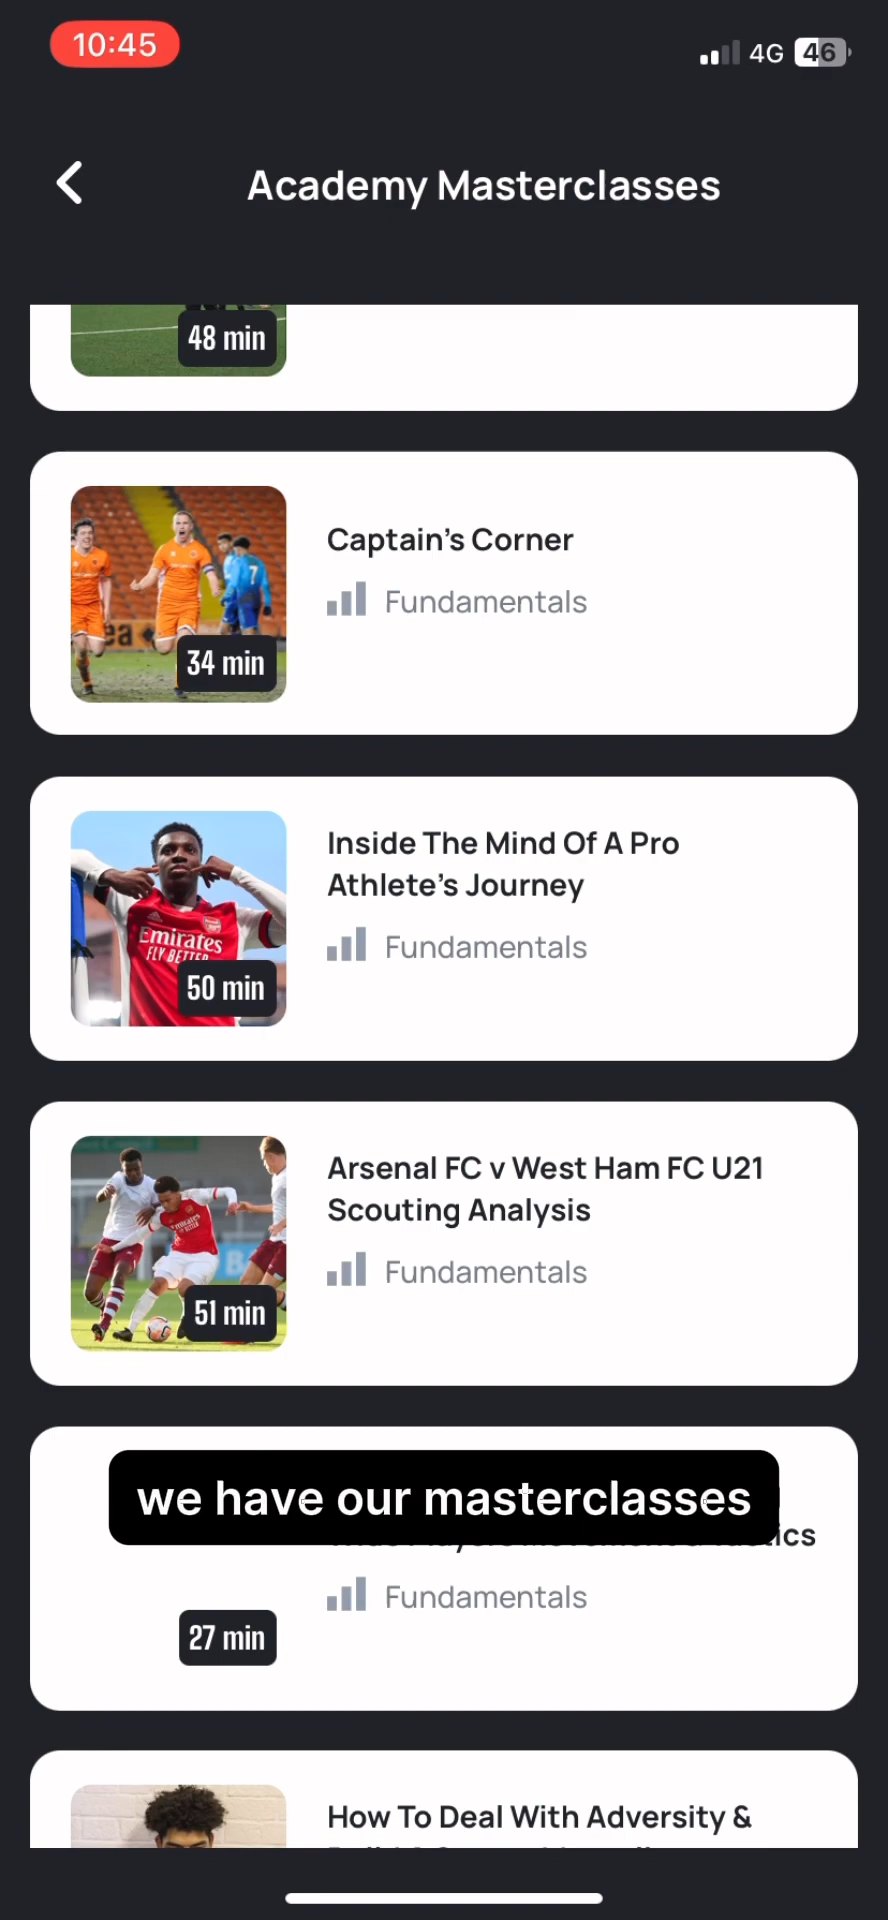 10:45
4G 46
Academy Masterclasses
48 min
Captain's Corner
Fundamentals
7
ea
34 min
Inside The Mind Of A Pro
Athlete's Journey
Fundamentals
Emirates
FLY BETTER
50 min
Arsenal FC v West Ham FC U21
Scouting Analysis
Fundamentals
51 min
we have our masterclasses
Fundamentals
27 min
How To Deal With Adversity &